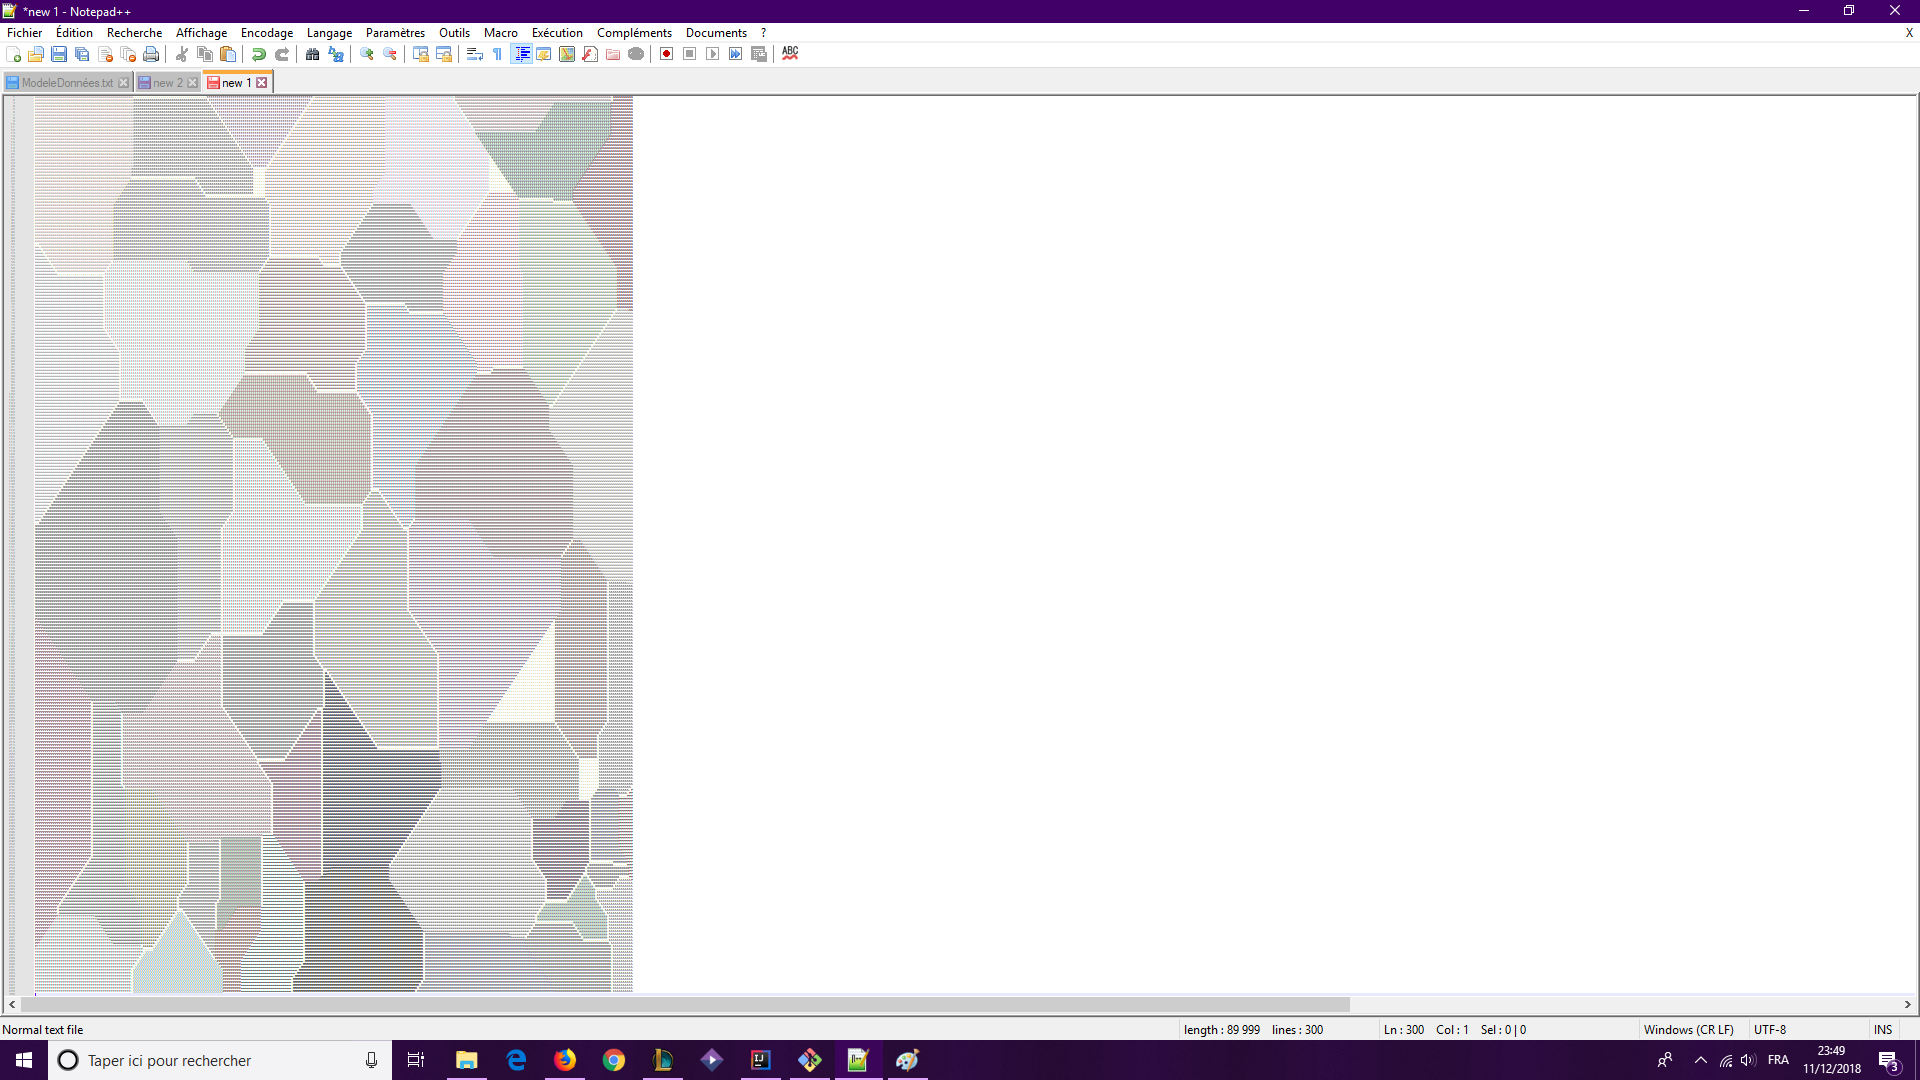 *new 1 - Notepad++
Fichier Édition Recherche Affichage Encodage Langage Paramètres Outils Macro Exécution Compléments Documents ? X
ABC
ModeleDonnées.txt new 2 new 1
Normal text file length : 89 999 lines : 300 Ln : 300 Col : 1 Sel : 0 | 0 Windows (CR LF) UTF-8 INS
Taper ici pour rechercher FRA 23:49
11/12/2018 3